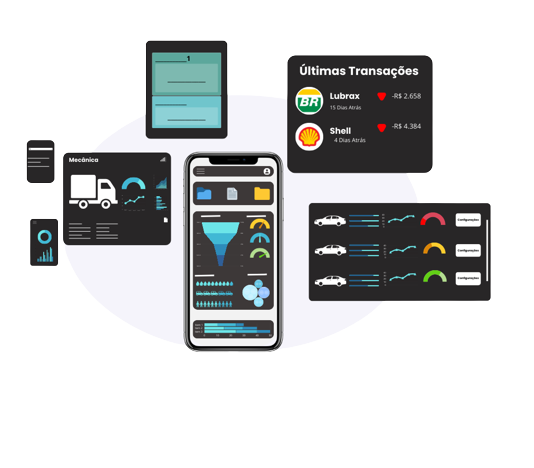 1
Últimas Transações
BR
Lubrax
-R$ 2.658
15 Dias Atrás
Shell
-R$ 4.384
4 Dias Atrás
Mecânica
Configurações
Configurações
Configurações